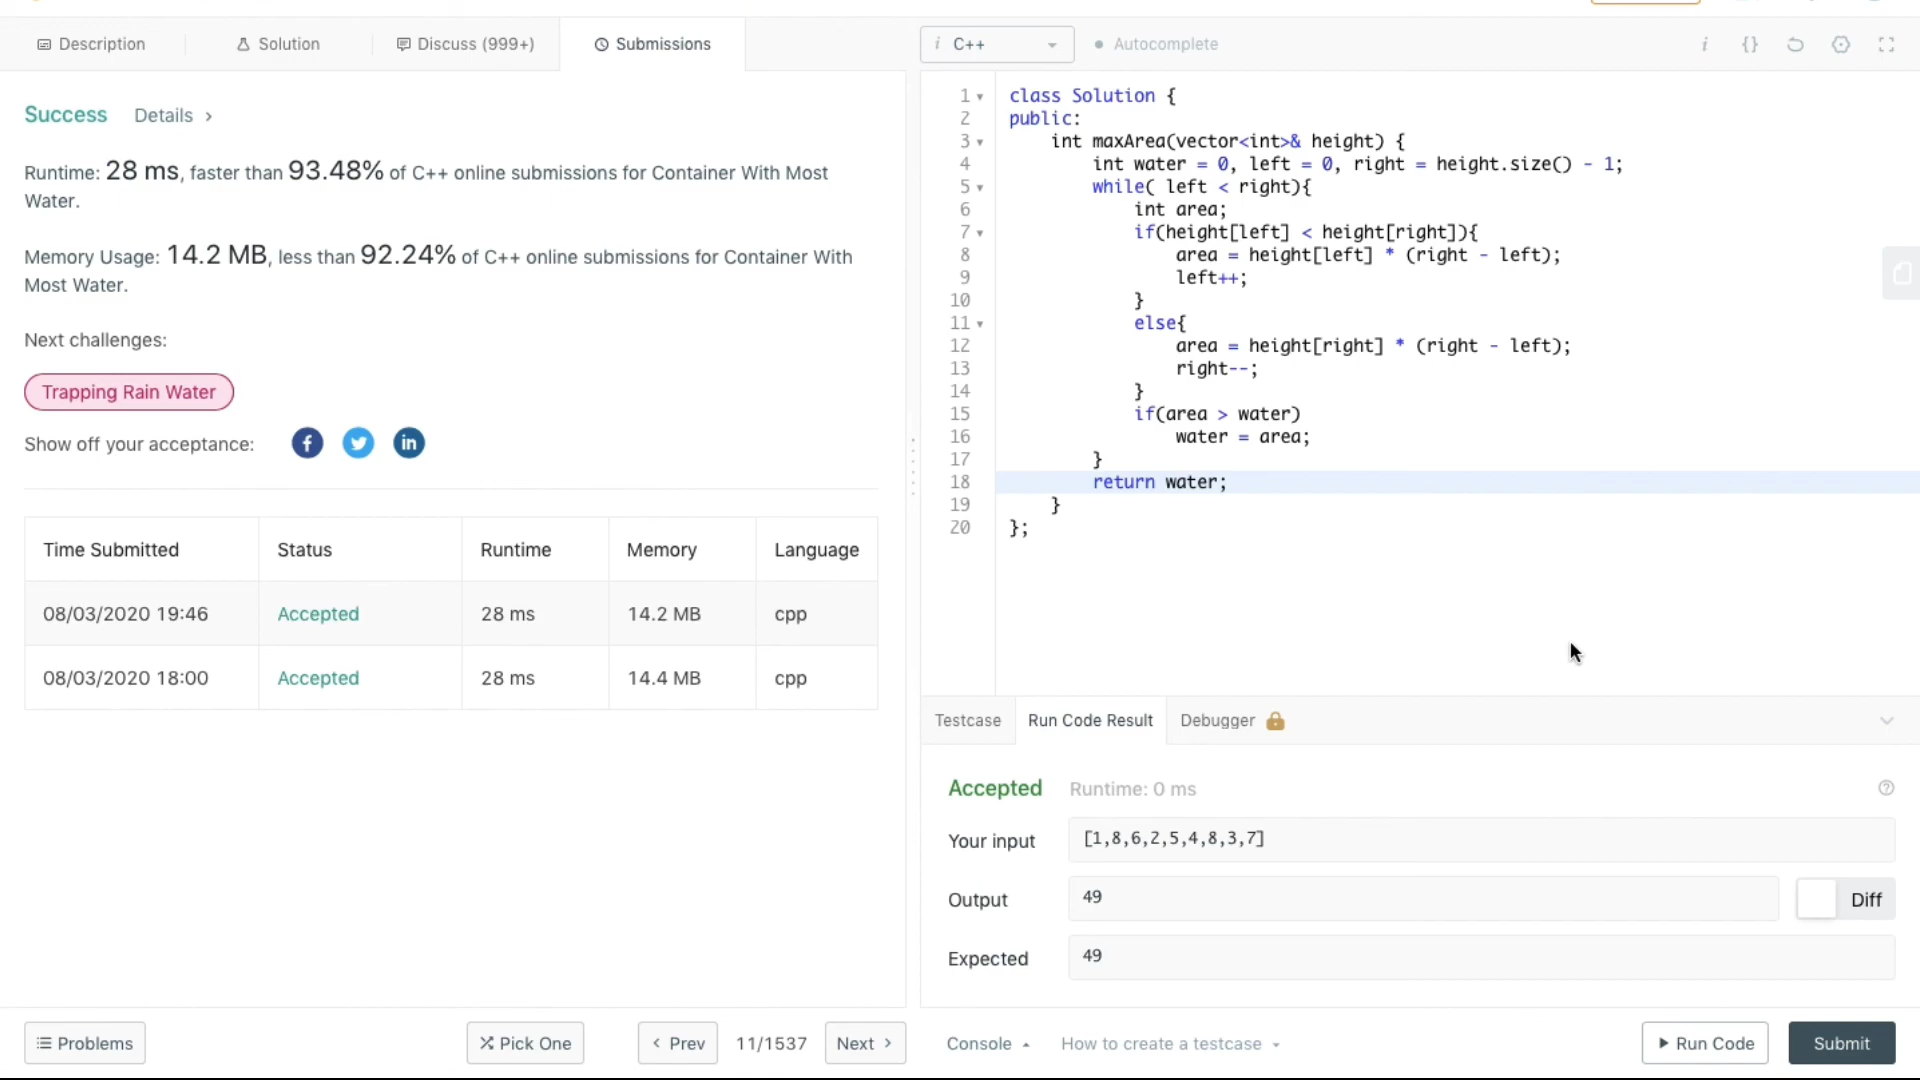 Description
Solution
Discuss (999+)
Submissions
Success Details >
Runtime: 28 ms, faster than 93.48% of C++ online submissions for Container With Most
Water.
Memory Usage: 14.2 MB, less than 92.24% of C++ online submissions for Container With
Most Water.
Next challenges:
Trapping Rain Water
Show off your acceptance:
Time Submitted Status Runtime Memory Language
08/03/2020 19:46 Accepted 28 ms 14.2 MB cpp
08/03/2020 18:00 Accepted 28 ms 14.4 MB cpp
Problems
Pick One
< Prev
11/1537
Next >
i C++
Autocomplete
i {}
1 class Solution {
2 public:
3     int maxArea(vector<int>& height) {
4         int water = 0, left = 0, right = height.size() - 1;
5         while( left < right){
6             int area;
7             if(height[left] < height[right]){
8                 area = height[left] * (right - left);
9                 left++;
10             }
11             else{
12                 area = height[right] * (right - left);
13                 right--;
14             }
15             if(area > water)
16                 water = area;
17         }
18         return water;
19     }
20 };
Testcase
Run Code Result
Debugger
Accepted Runtime: 0 ms
Your input [1,8,6,2,5,4,8,3,7]
Output 49 Diff
Expected 49
Console
How to create a testcase
Run Code
Submit